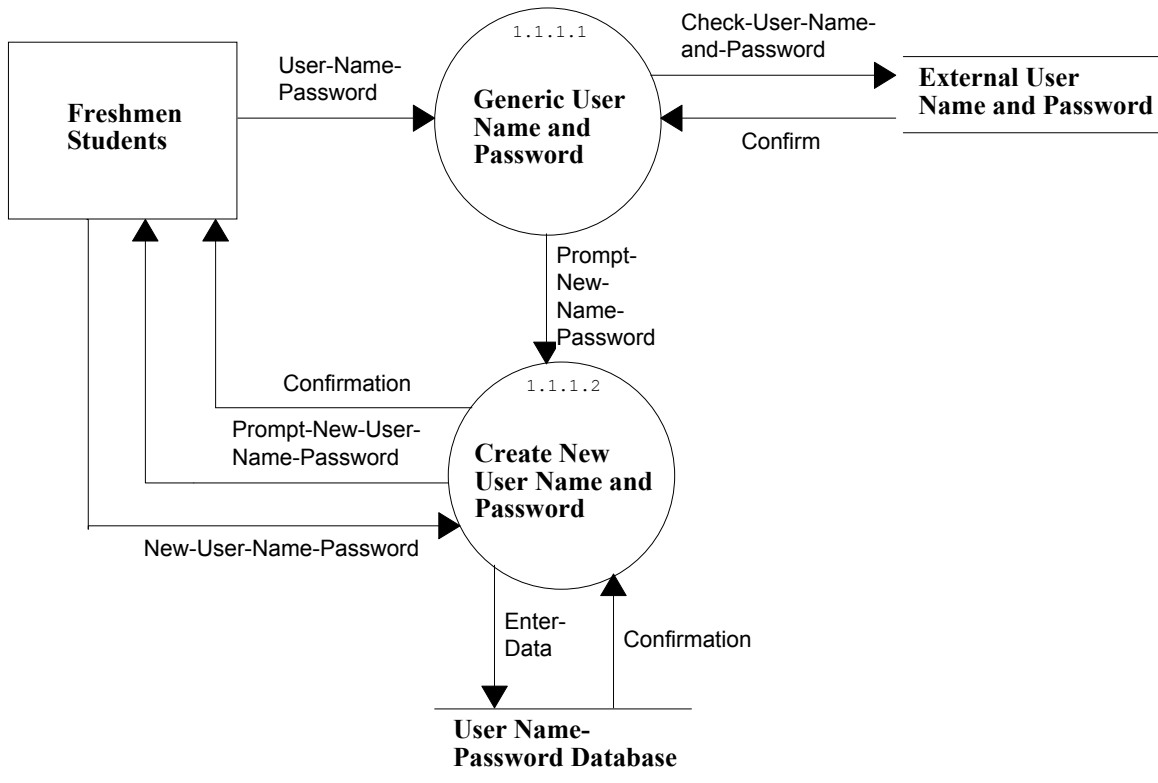 1.1.1.1
Check-User-Name-
and-Password
User-Name-
Password
Freshmen
Students
Generic User
Name and
Password
External User
Name and Password
Confirm
Prompt-
New-
Name-
Password
1.1.1.2
Confirmation
Prompt-New-User-
Name-Password
Create New
User Name and
Password
New-User-Name-Password
Enter-
Data
Confirmation
User Name-
Password Database